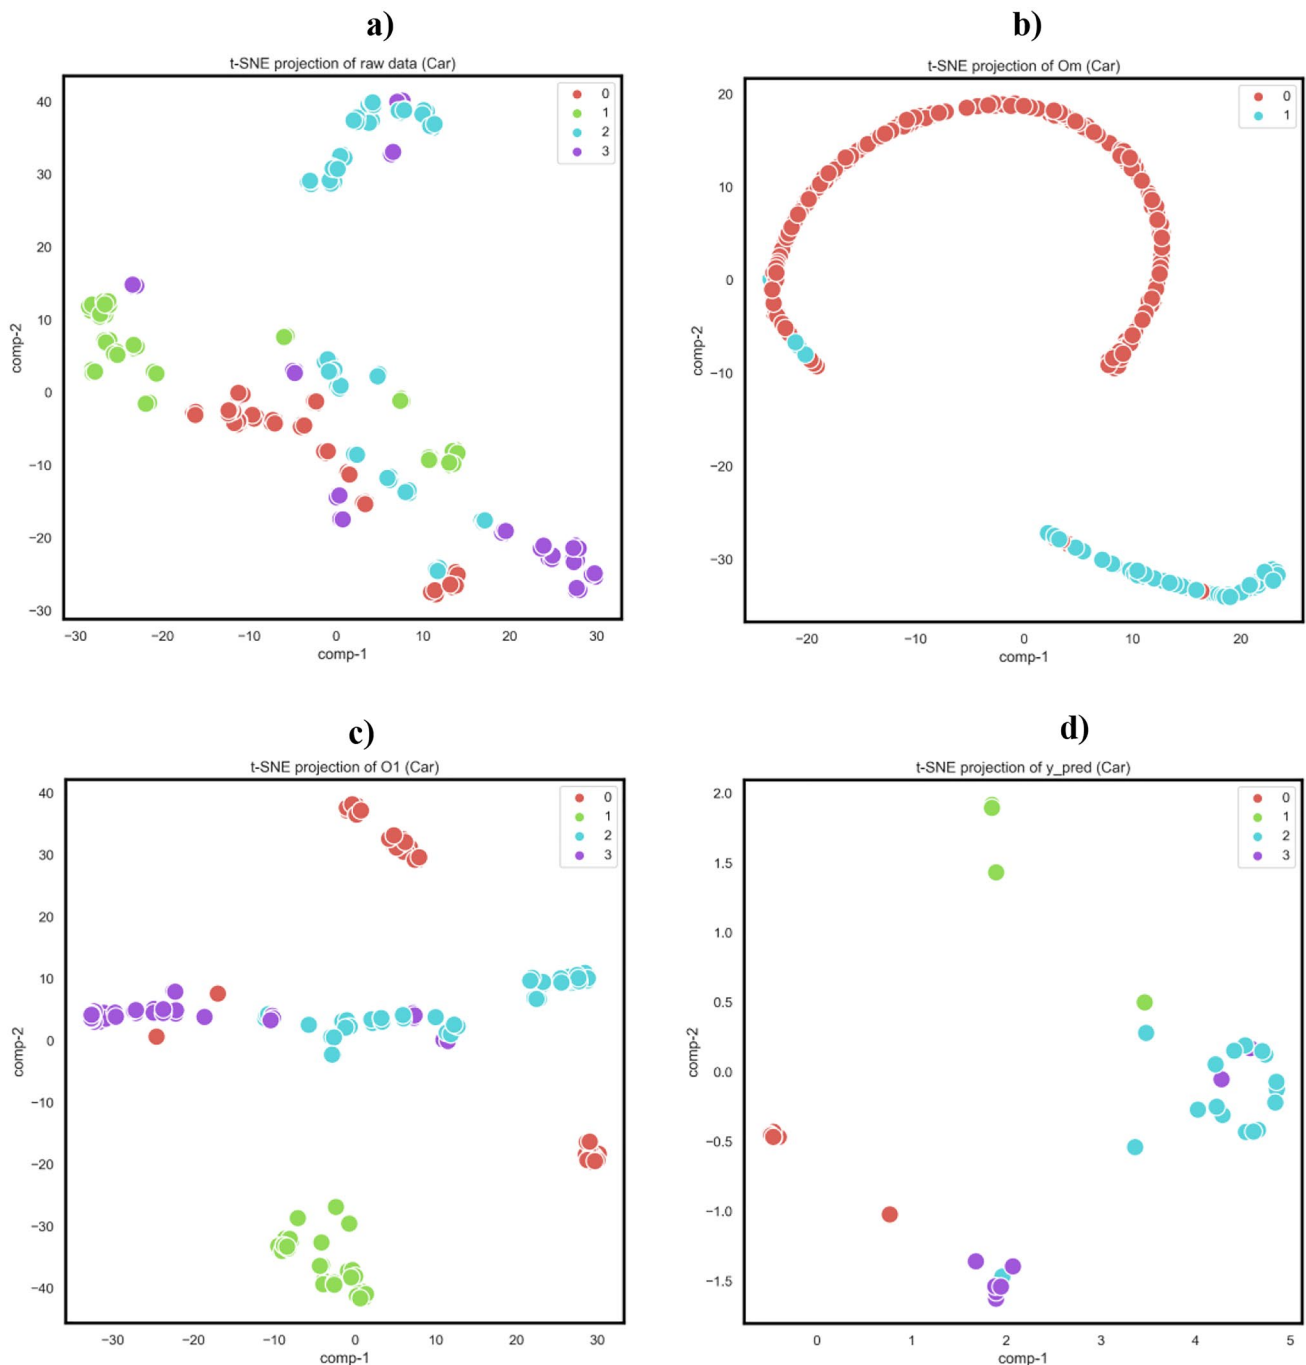 a)
t-SNE projection of raw data (Car)
0
1
2
3
40
30
20
10
0
−10
−20
−30
comp-2
−30 −20 −10 0 10 20 30
comp-1
b)
t-SNE projection of Om (Car)
0
1
20
10
0
−10
−20
−30
comp-2
−20 −10 0 10 20
comp-1
c)
t-SNE projection of O1 (Car)
0
1
2
3
40
30
20
10
0
−10
−20
−30
−40
comp-2
−30 −20 −10 0 10 20 30
comp-1
d)
t-SNE projection of y_pred (Car)
0
1
2
3
2.0
1.5
1.0
0.5
0.0
−0.5
−1.0
−1.5
comp-2
0 1 2 3 4 5
comp-1